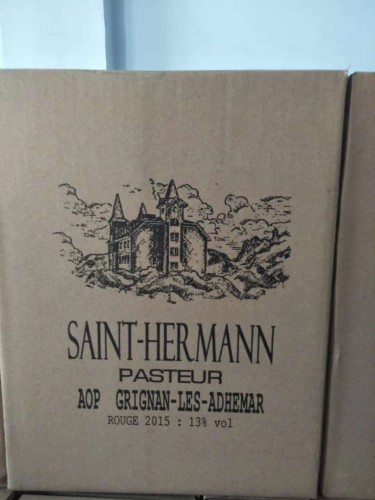 SAINT-HERMANN
PASTEUR
AOP GRIGNAN-LES-ADHEMAR
ROUGE 2015 : 13% vol